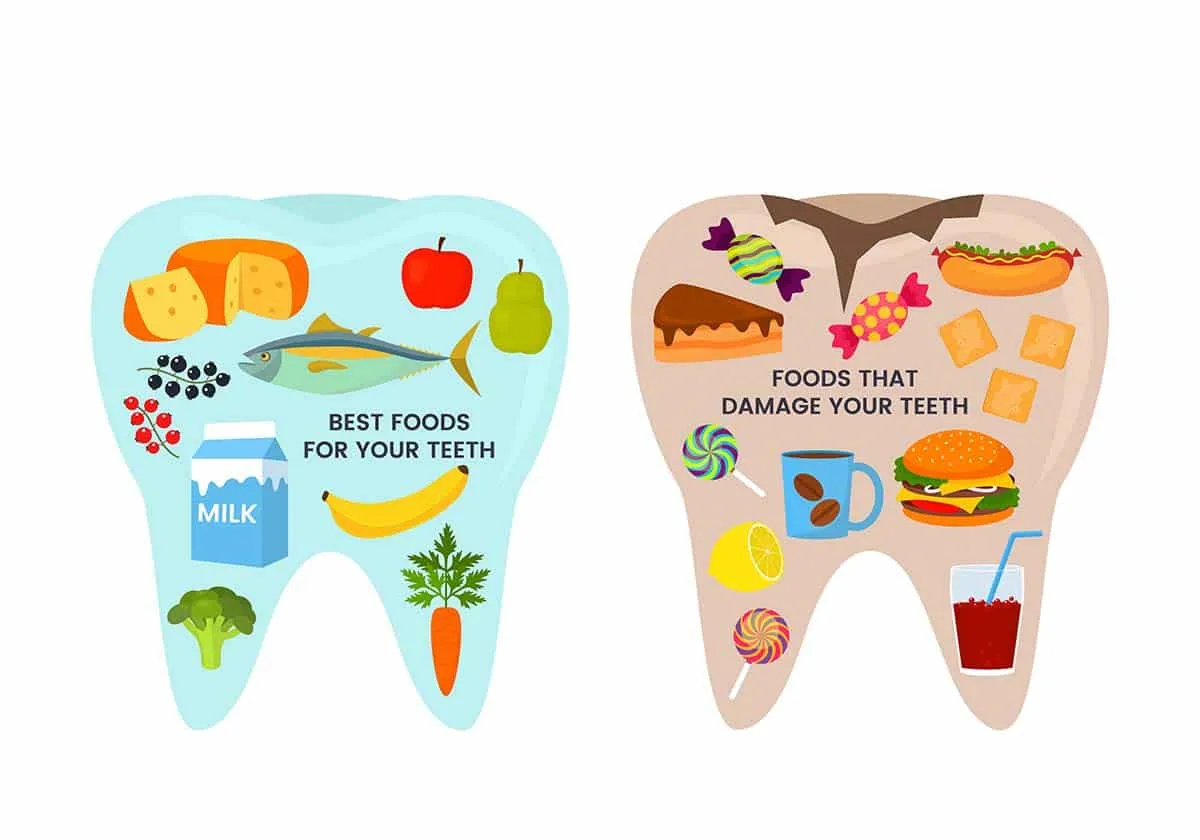 BEST FOODS
FOR YOUR TEETH
MILK
FOODS THAT
DAMAGE YOUR TEETH